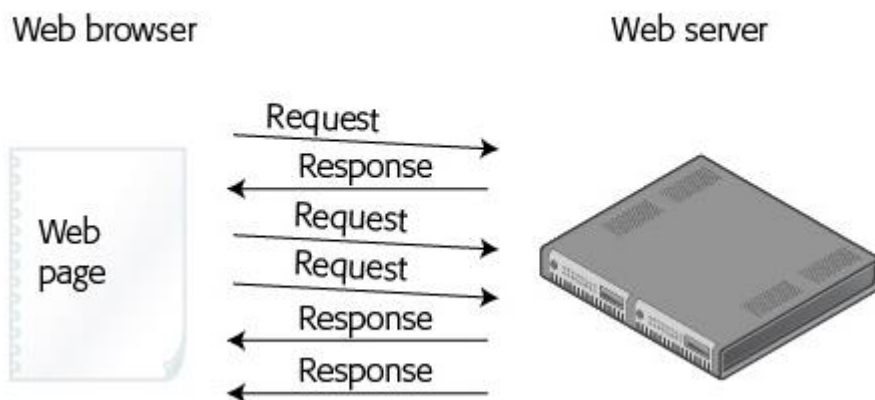 Web browser
Web server
Request
Response
Request
Request
Response
Response
Web
page